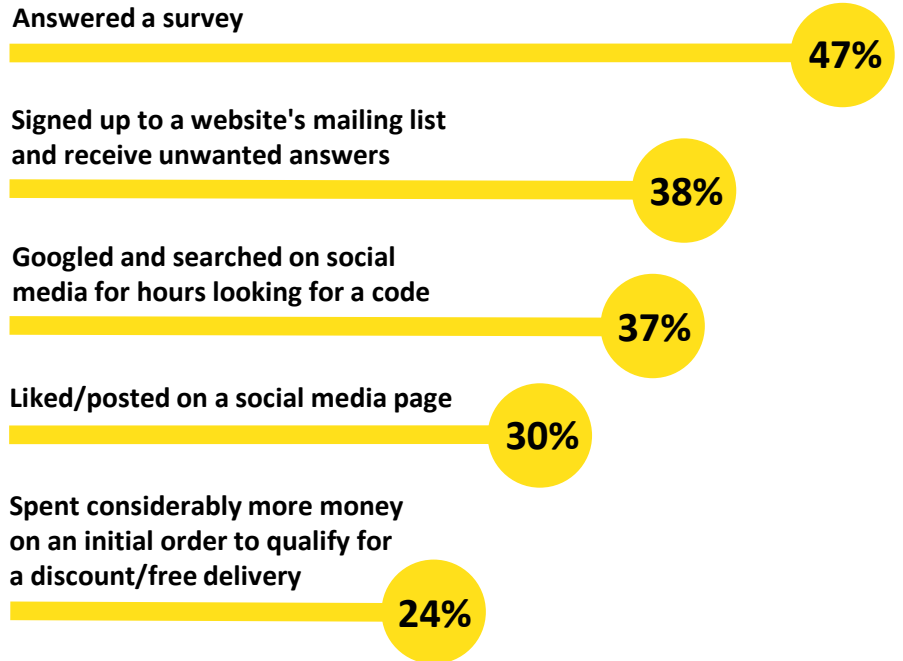 Answered a survey
47%
Signed up to a website's mailing list
and receive unwanted answers
38%
Googled and searched on social
media for hours looking for a code
37%
Liked/posted on a social media page
30%
Spent considerably more money
on an initial order to qualify for
a discount/free delivery
24%